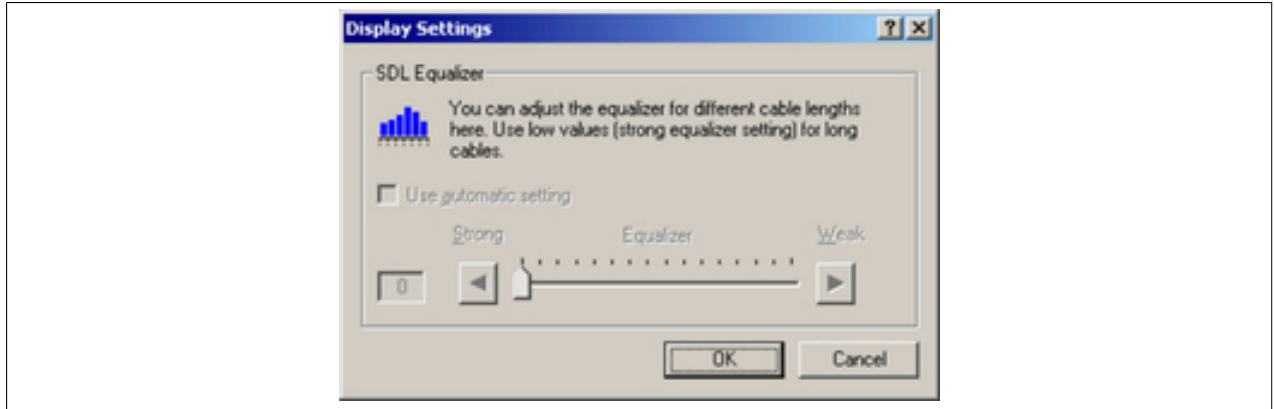 Display Settings
SDL Equalizer
You can adjust the equalizer for different cable lengths
here. Use low values (strong equalizer setting) for long
cables.
Use automatic setting
Strong Equalizer Weak
0
OK Cancel